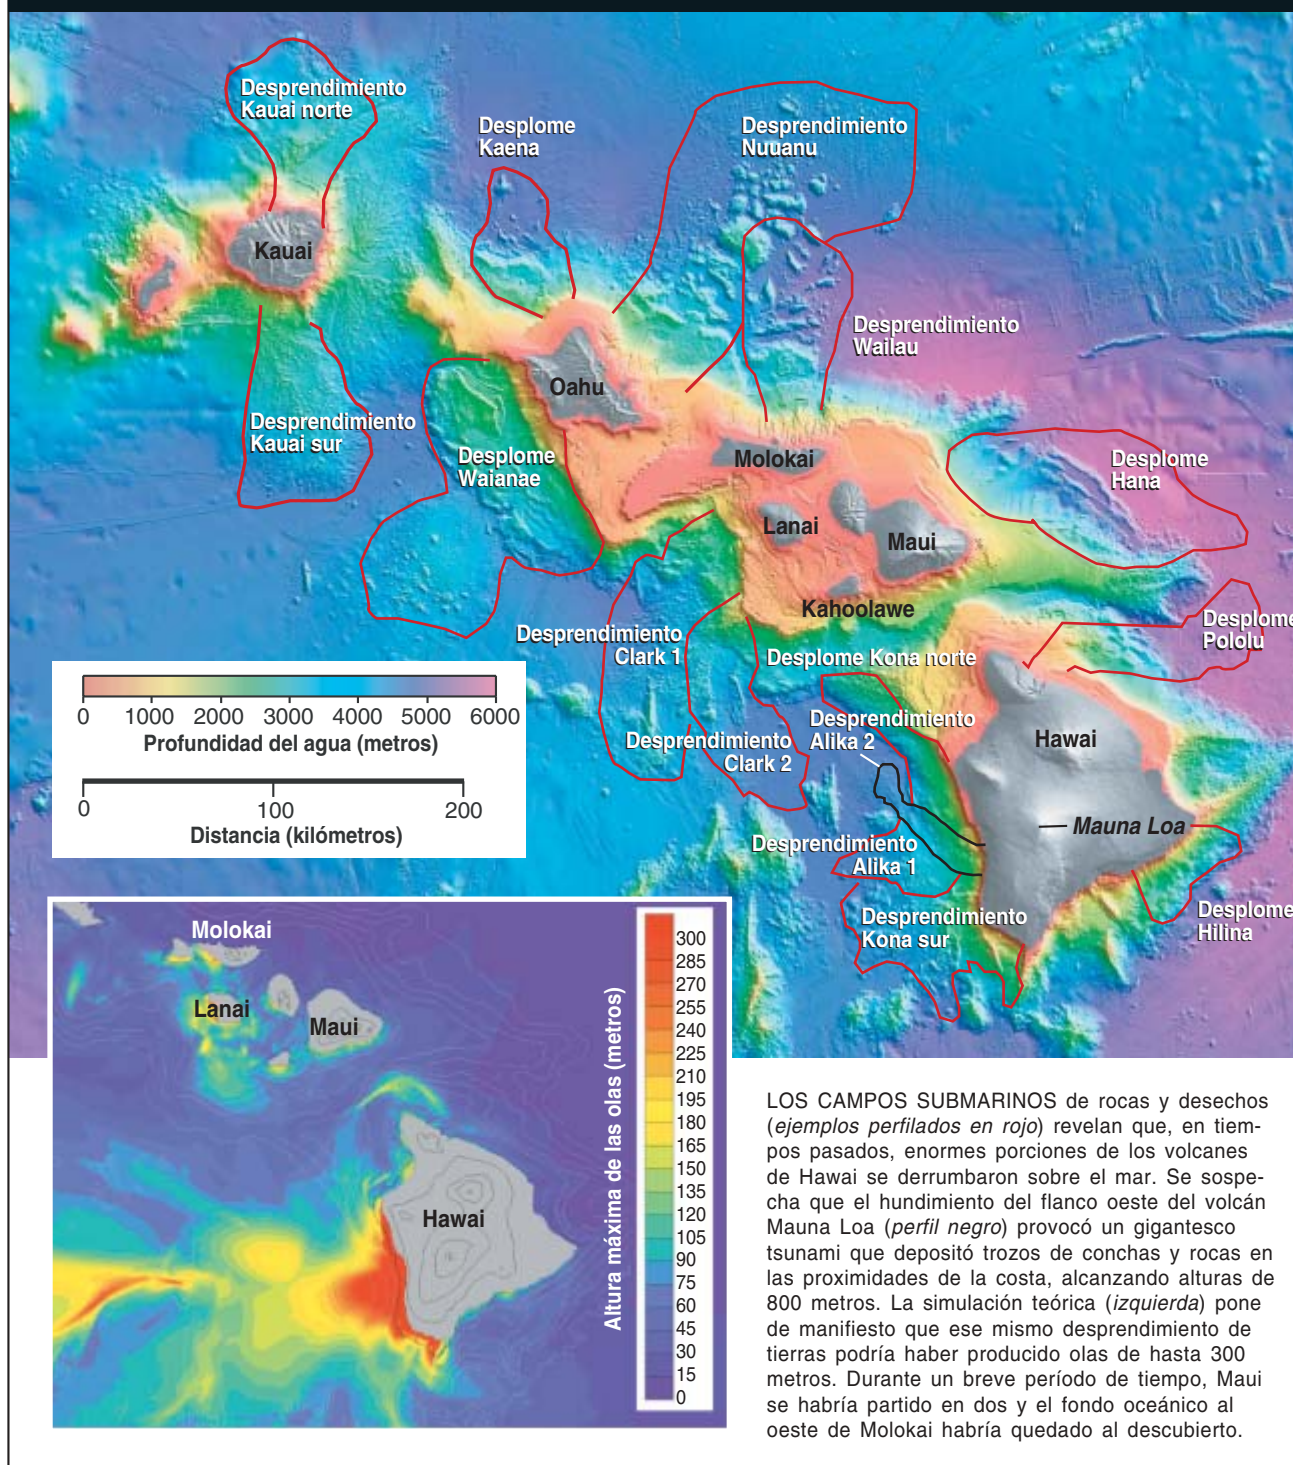 Desprendimiento
Kauai norte
Desplome
Kaena
Desprendimiento
Nuuanu
Kauai
Desprendimiento
Wailau
Oahu
Desprendimiento
Kauai sur
Desplome
Waianae
Molokai
Desplome
Hana
Lanai
Maui
Kahoolawe
Desplome
Pololu
Desprendimiento
Clark 1
Desplome Kona norte
Desprendimiento
Alika 2
Hawai
Desprendimiento
Clark 2
Mauna Loa
Desprendimiento
Alika 1
Desprendimiento
Kona sur
Desplome
Hilina
0 1000 2000 3000 4000 5000 6000
Profundidad del agua (metros)
0 100 200
Distancia (kilómetros)
Molokai
Lanai
Maui
Hawai
Altura máxima de las olas (metros)
300
285
270
255
240
225
210
195
180
165
150
135
120
105
90
75
60
45
30
15
0
LOS CAMPOS SUBMARINOS de rocas y desechos
(ejemplos perfilados en rojo) revelan que, en tiem-
pos pasados, enormes porciones de los volcanes
de Hawai se derrumbaron sobre el mar. Se sospe-
cha que el hundimiento del flanco oeste del volcán
Mauna Loa (perfil negro) provocó un gigantesco
tsunami que depositó trozos de conchas y rocas en
las proximidades de la costa, alcanzando alturas de
800 metros. La simulación teórica (izquierda) pone
de manifiesto que ese mismo desprendimiento de
tierras podría haber producido olas de hasta 300
metros. Durante un breve período de tiempo, Maui
se habría partido en dos y el fondo oceánico al
oeste de Molokai habría quedado al descubierto.